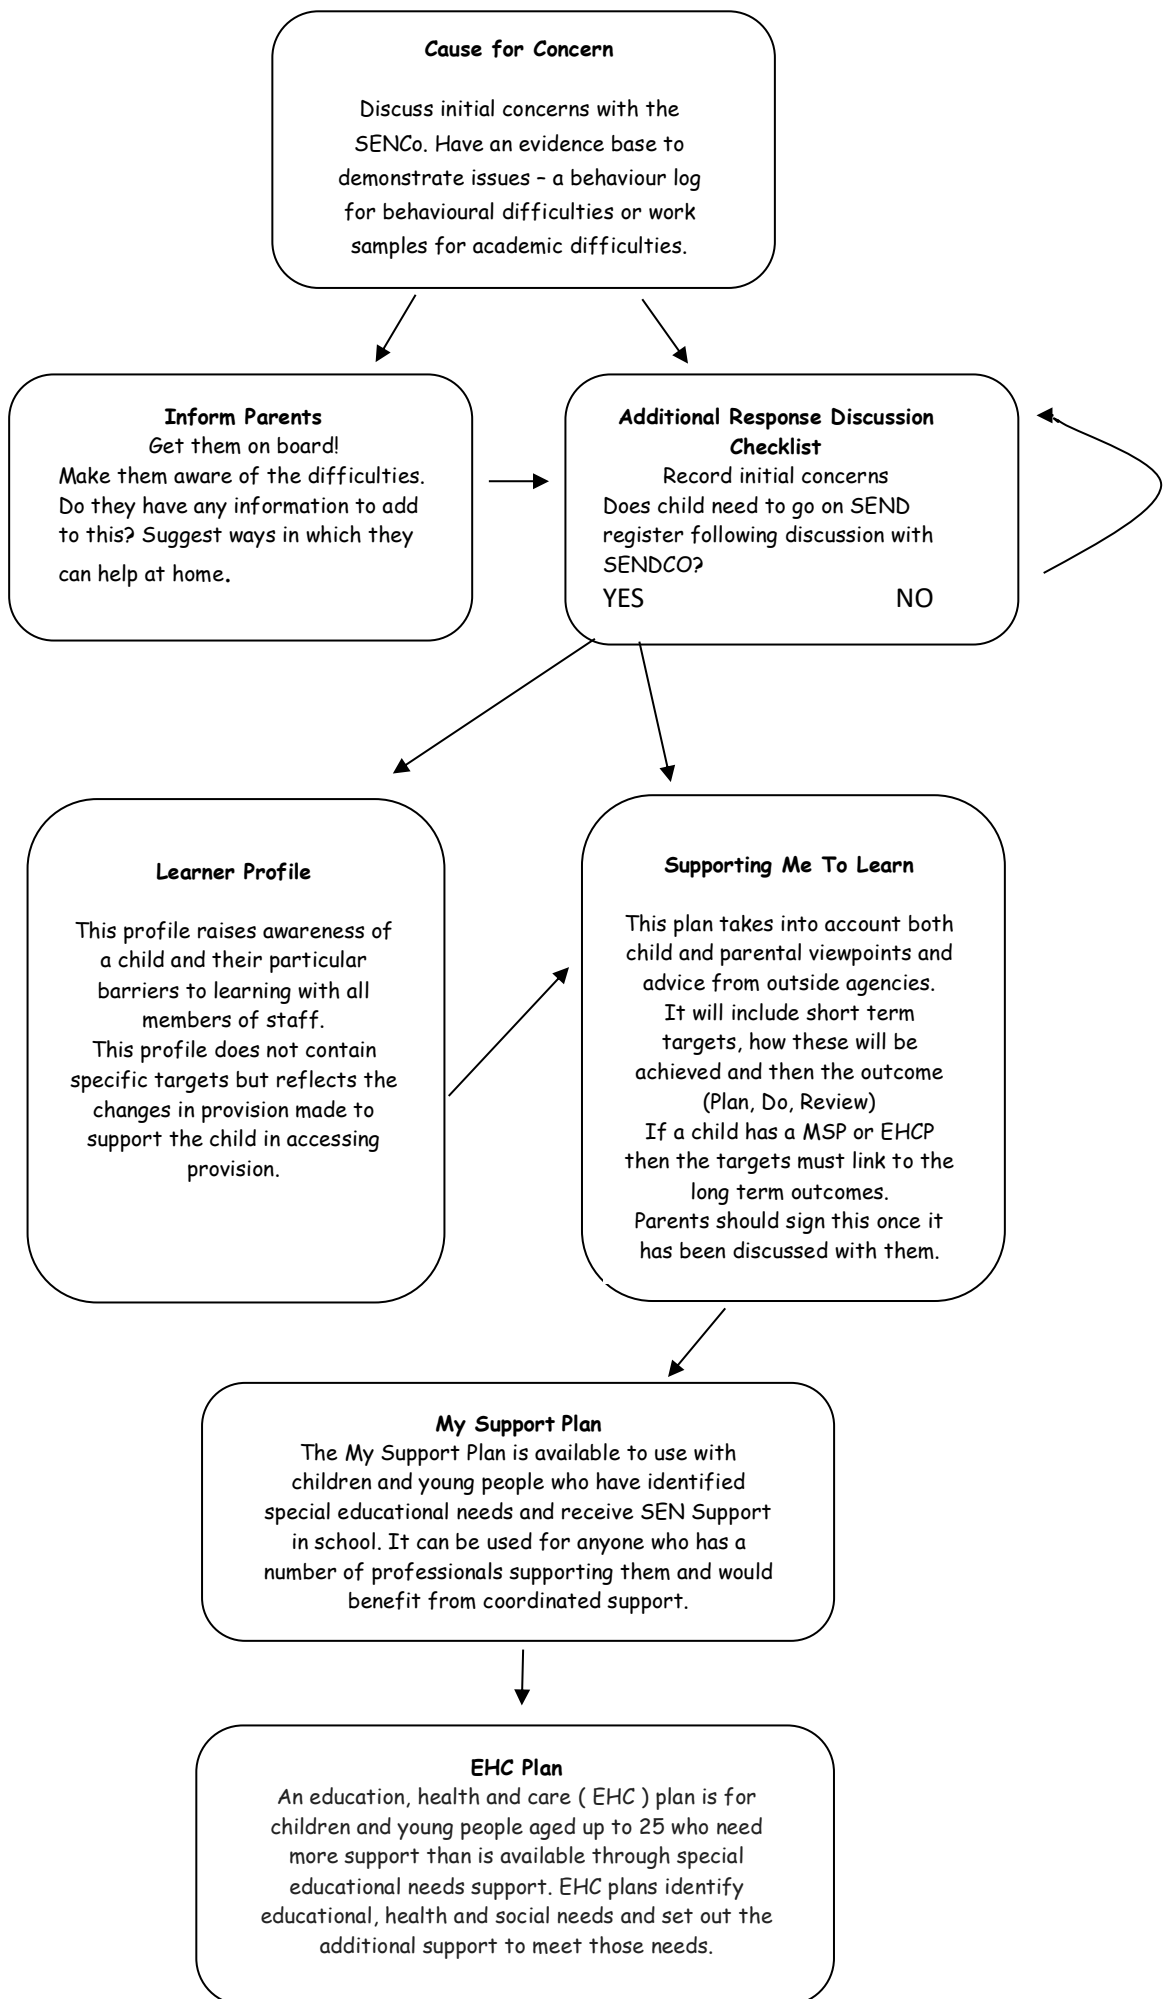 Cause for Concern
Discuss initial concerns with the
SENCo. Have an evidence base to
demonstrate issues – a behaviour log
for behavioural difficulties or work
samples for academic difficulties.
Inform Parents
Get them on board!
Make them aware of the difficulties.
Do they have any information to add
to this? Suggest ways in which they
can help at home.
Additional Response Discussion
Checklist
Record initial concerns
Does child need to go on SEND
register following discussion with
SENDCO?
YES NO
Learner Profile
This profile raises awareness of
a child and their particular
barriers to learning with all
members of staff.
This profile does not contain
specific targets but reflects the
changes in provision made to
support the child in accessing
provision.
Supporting Me To Learn
This plan takes into account both
child and parental viewpoints and
advice from outside agencies.
It will include short term
targets, how these will be
achieved and then the outcome
(Plan, Do, Review)
If a child has a MSP or EHCP
then the targets must link to the
long term outcomes.
Parents should sign this once it
has been discussed with them.
My Support Plan
The My Support Plan is available to use with
children and young people who have identified
special educational needs and receive SEN Support
in school. It can be used for anyone who has a
number of professionals supporting them and would
benefit from coordinated support.
EHC Plan
An education, health and care ( EHC ) plan is for
children and young people aged up to 25 who need
more support than is available through special
educational needs support. EHC plans identify
educational, health and social needs and set out the
additional support to meet those needs.